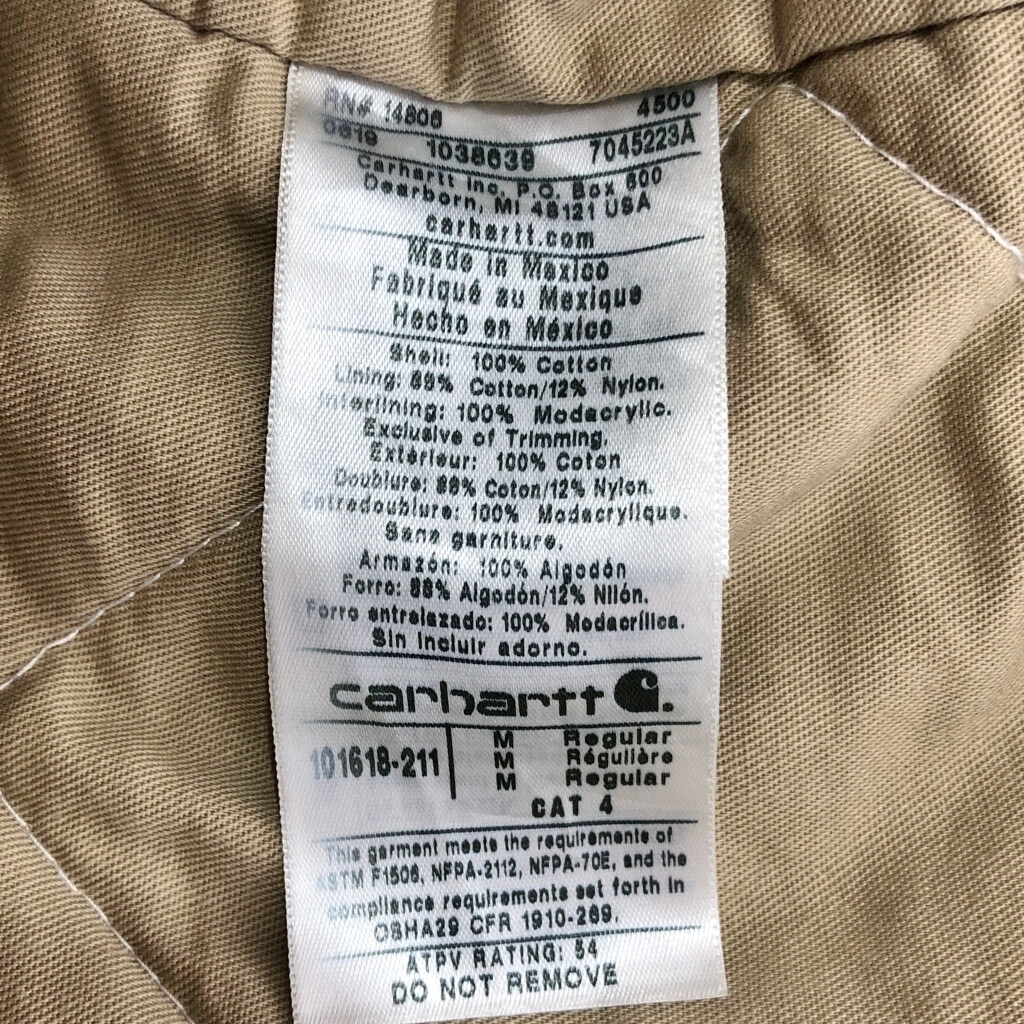 RN# 14806 4500
0619 1038639 7045223A
Carhartt Inc, P.O. Box 600
Dearborn, MI 48121 USA
carhartt.com
Made in Mexico
Fabriqué au Mexique
Hecho en México
Shell: 100% Cotton
Lining: 88% Cotton/12% Nylon.
Interlining: 100% Modacrylic.
Exclusive of Trimming.
Extérieur: 100% Coton
Doublure: 88% Coton/12% Nylon.
Entredoublure: 100% Modacrylique.
Sans garniture.
Armazón: 100% Algodón
Forro: 88% Algodón/12% Nilón.
Forro entrelazado: 100% Modacrílica.
Sin incluir adorno.
carhartt
101618-211 M Regular
M Régulière
M Regular
CAT 4
This garment meets the requirements of
ASTM F1506, NFPA-2112, NFPA-70E, and the
compliance requirements set forth in
OSHA29 CFR 1910-269.
ATPV RATING: 54
DO NOT REMOVE